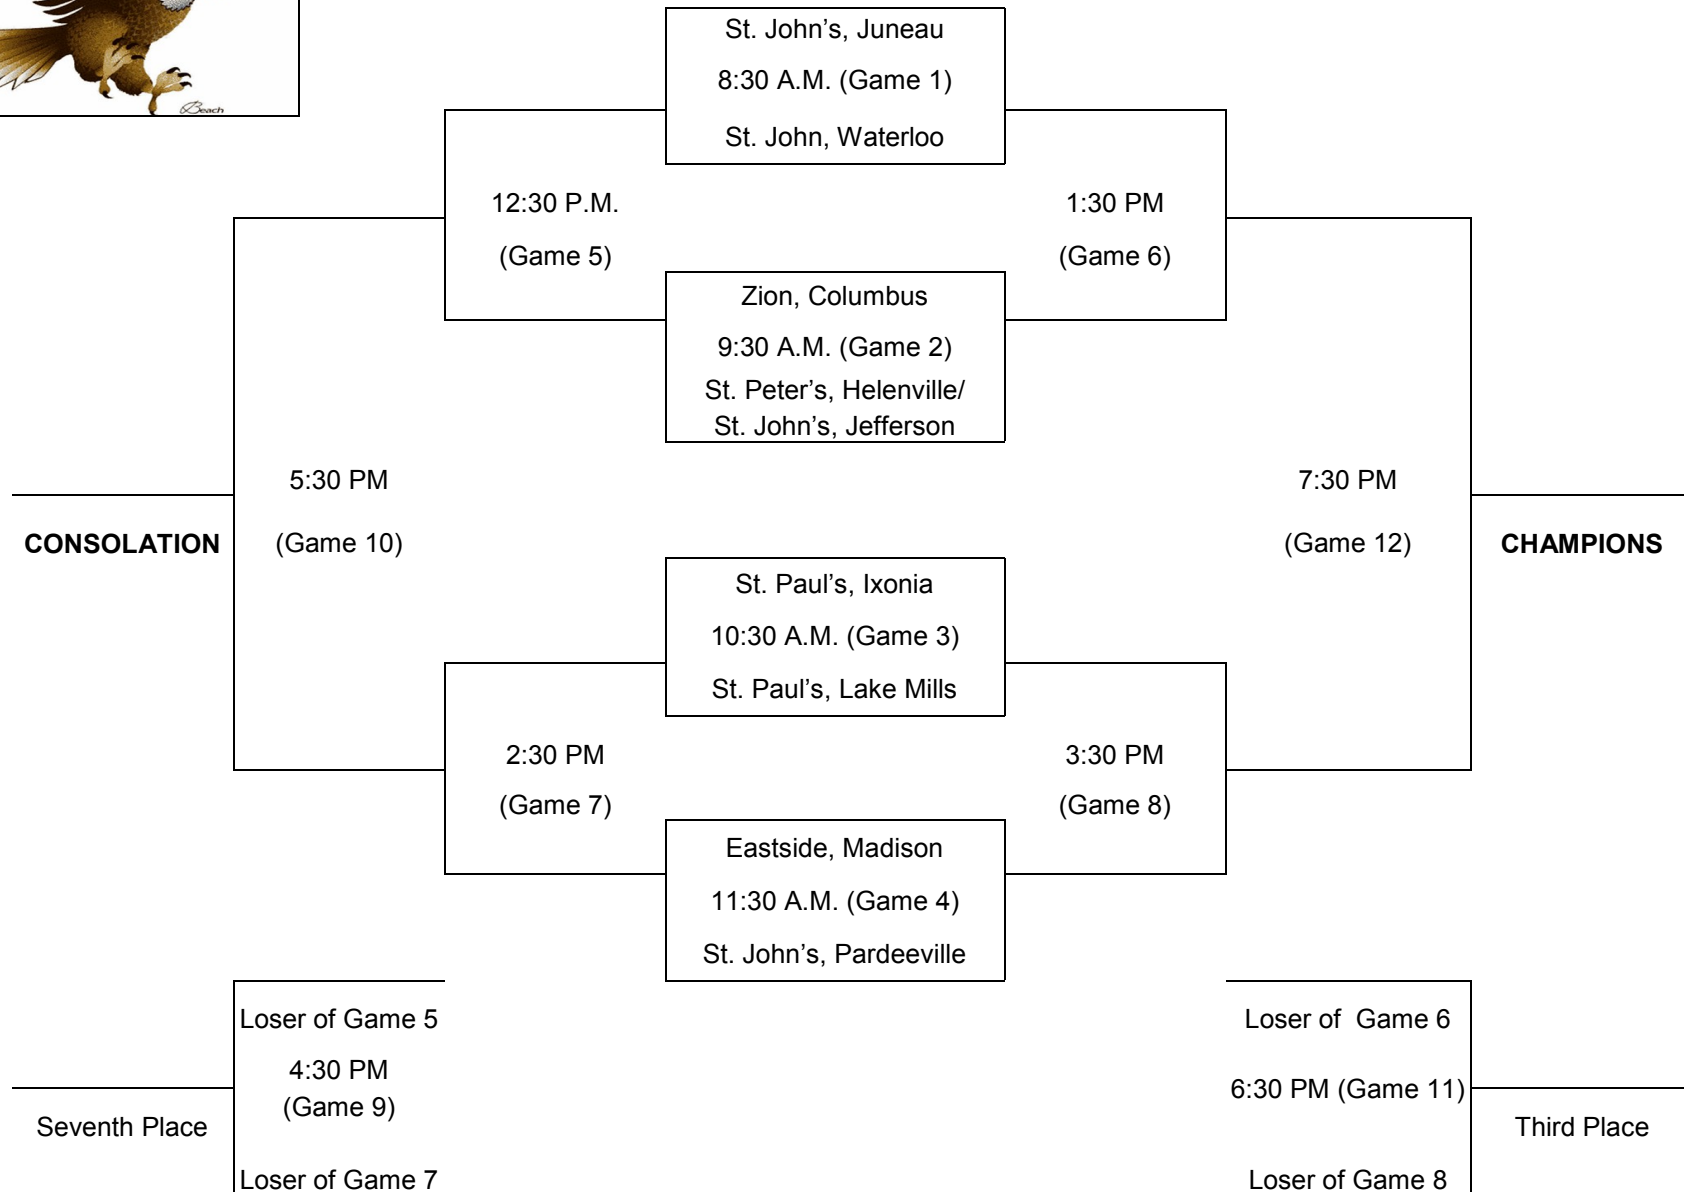 Beach
St. John's, Juneau
8:30 A.M. (Game 1)
St. John, Waterloo
12:30 P.M.
(Game 5)
1:30 PM
(Game 6)
Zion, Columbus
9:30 A.M. (Game 2)
St. Peter’s, Helenville/
St. John’s, Jefferson
5:30 PM
(Game 10)
CONSOLATION
7:30 PM
(Game 12)
CHAMPIONS
St. Paul’s, Ixonia
10:30 A.M. (Game 3)
St. Paul’s, Lake Mills
2:30 PM
(Game 7)
3:30 PM
(Game 8)
Eastside, Madison
11:30 A.M. (Game 4)
St. John’s, Pardeeville
Loser of Game 5
4:30 PM
(Game 9)
Seventh Place
Loser of Game 7
Loser of  Game 6
6:30 PM (Game 11)
Third Place
Loser of Game 8